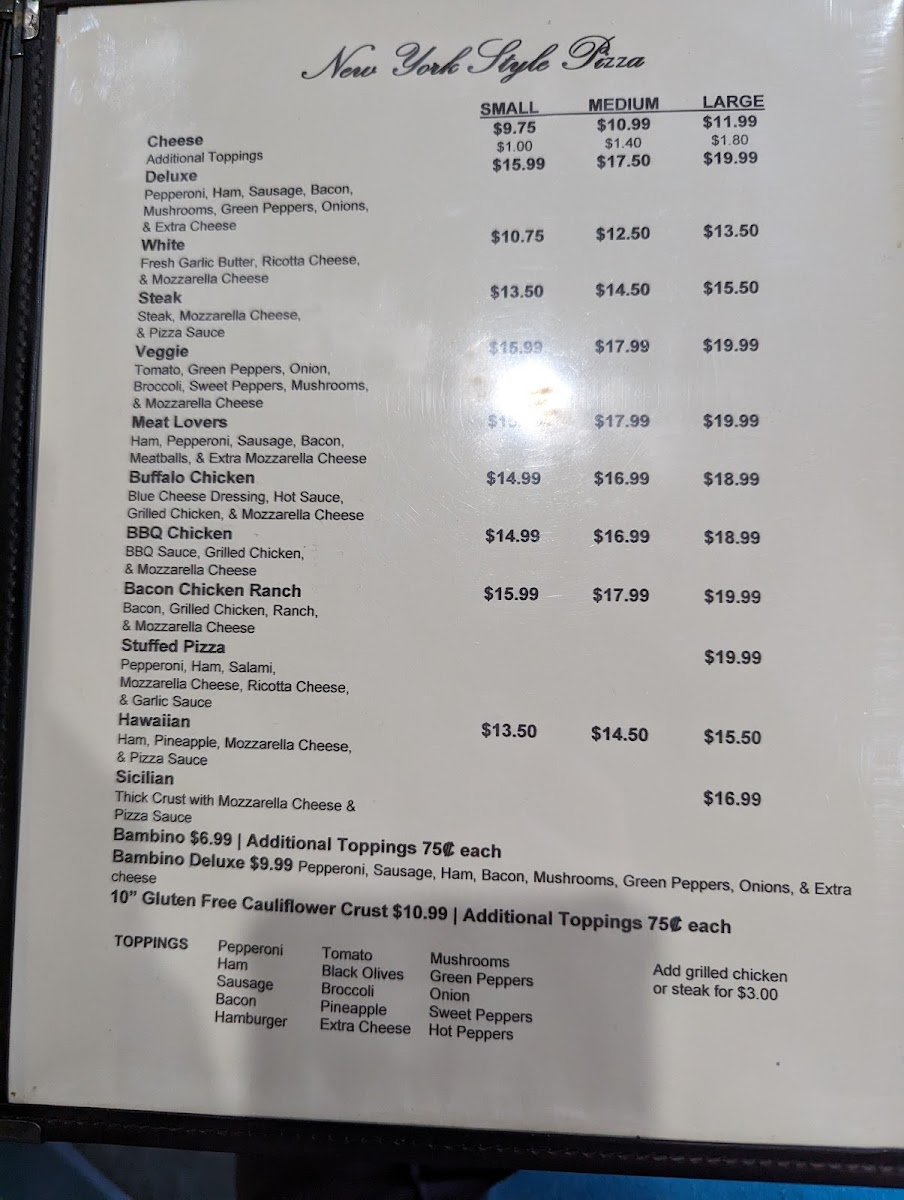 New York Style Pizza
SMALL MEDIUM LARGE
Cheese $9.75 $10.99 $11.99
Additional Toppings $1.00 $1.40 $1.80
Deluxe $15.99 $17.50 $19.99
Pepperoni, Ham, Sausage, Bacon,
Mushrooms, Green Peppers, Onions,
& Extra Cheese
White $10.75 $12.50 $13.50
Fresh Garlic Butter, Ricotta Cheese,
& Mozzarella Cheese
Steak $13.50 $14.50 $15.50
Steak, Mozzarella Cheese,
& Pizza Sauce
Veggie $15.99 $17.99 $19.99
Tomato, Green Peppers, Onion,
Broccoli, Sweet Peppers, Mushrooms,
& Mozzarella Cheese
Meat Lovers $17.99 $19.99
Ham, Pepperoni, Sausage, Bacon,
Meatballs, & Extra Mozzarella Cheese
Buffalo Chicken $14.99 $16.99 $18.99
Blue Cheese Dressing, Hot Sauce,
Grilled Chicken, & Mozzarella Cheese
BBQ Chicken $14.99 $16.99 $18.99
BBQ Sauce, Grilled Chicken,
& Mozzarella Cheese
Bacon Chicken Ranch $15.99 $17.99 $19.99
Bacon, Grilled Chicken, Ranch,
& Mozzarella Cheese
Stuffed Pizza $19.99
Pepperoni, Ham, Salami,
Mozzarella Cheese, Ricotta Cheese,
& Garlic Sauce
Hawaiian $13.50 $14.50 $15.50
Ham, Pineapple, Mozzarella Cheese,
& Pizza Sauce
Sicilian $16.99
Thick Crust with Mozzarella Cheese &
Pizza Sauce
Bambino $6.99 | Additional Toppings 75₵ each
Bambino Deluxe $9.99 Pepperoni, Sausage, Ham, Bacon, Mushrooms, Green Peppers, Onions, & Extra
cheese
10" Gluten Free Cauliflower Crust $10.99 | Additional Toppings 75₵ each
TOPPINGS Pepperoni Tomato Mushrooms
Ham Black Olives Green Peppers Add grilled chicken
Sausage Broccoli Onion or steak for $3.00
Bacon Pineapple Sweet Peppers
Hamburger Extra Cheese Hot Peppers